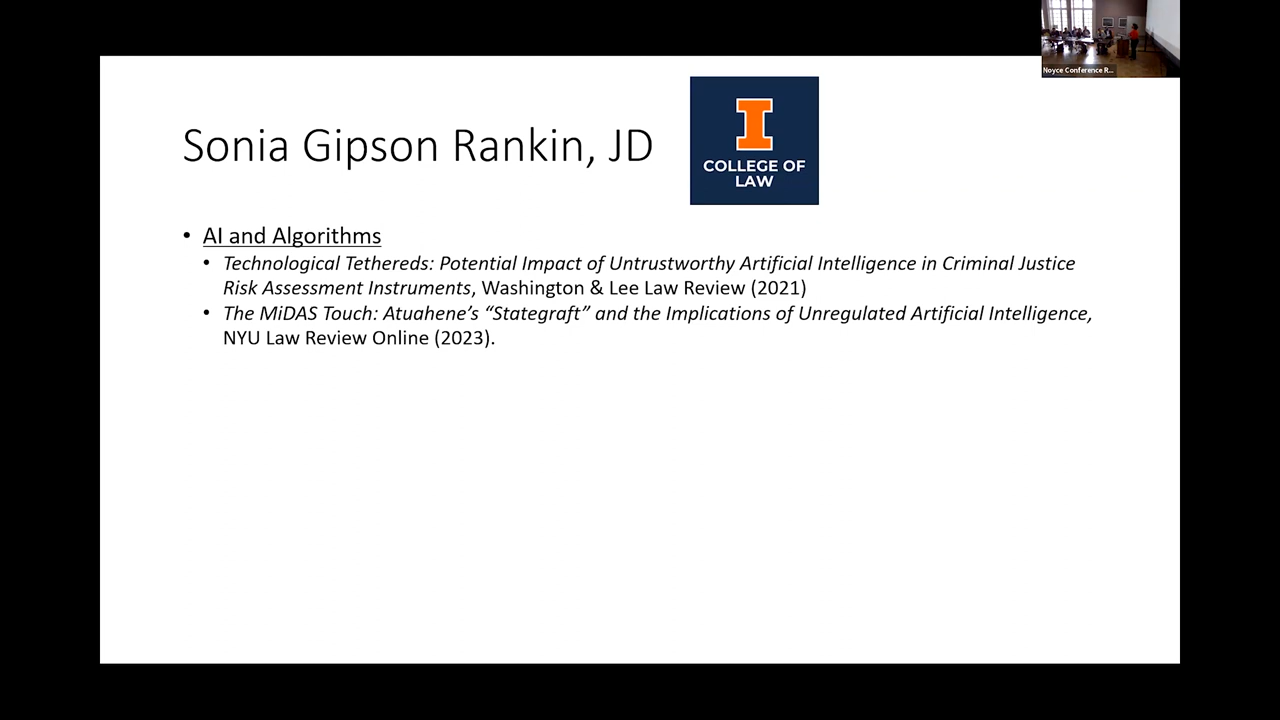 Noyce Conference R...
Sonia Gipson Rankin, JD
I
COLLEGE OF
LAW
• AI and Algorithms
• Technological Tethereds: Potential Impact of Untrustworthy Artificial Intelligence in Criminal Justice
Risk Assessment Instruments, Washington & Lee Law Review (2021)
• The MiDAS Touch: Atuahene’s “Stategraft” and the Implications of Unregulated Artificial Intelligence,
NYU Law Review Online (2023).